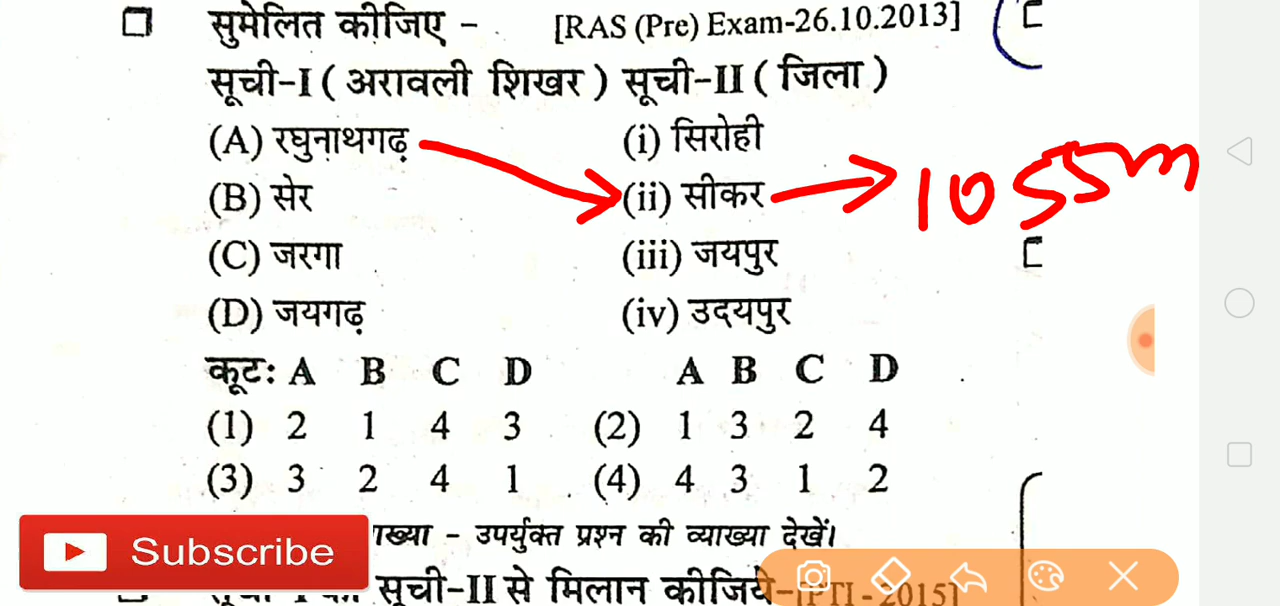 सुमेलित कीजिए - [RAS (Pre) Exam-26.10.2013]
सूची-I ( अरावली शिखर ) सूची-II ( जिला )
(A) रघुनाथगढ़ (i) सिरोही
(B) सेर (ii) सीकर 1055m
(C) जरगा (iii) जयपुर
(D) जयगढ़ (iv) उदयपुर
कूटः A B C D A B C D
(1) 2 1 4 3 (2) 1 3 2 4
(3) 3 2 4 1 (4) 4 3 1 2
व्याख्या - उपर्युक्त प्रश्न की व्याख्या देखें।
Subscribe
सूची-II से मिलान कीजिये-[PTI-2015]